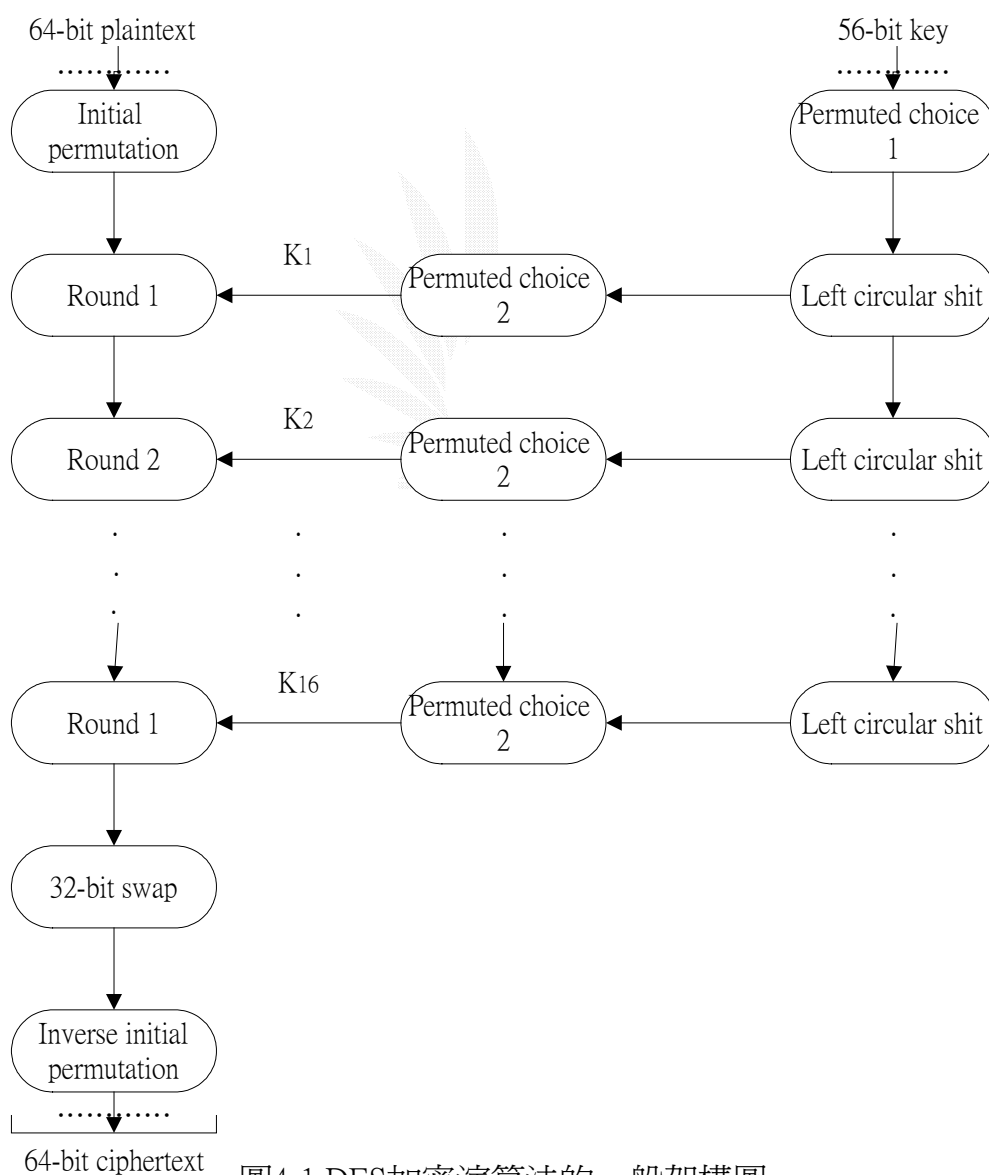 64-bit plaintext
56-bit key
Initial
permutation
Permuted choice
1
K1
Round 1
Permuted choice
2
Left circular shit
K2
Round 2
Permuted choice
2
Left circular shit
K16
Round 1
Permuted choice
2
Left circular shit
32-bit swap
Inverse initial
permutation
64-bit ciphertext
圖4-1 DES加密演算法的一般架構圖